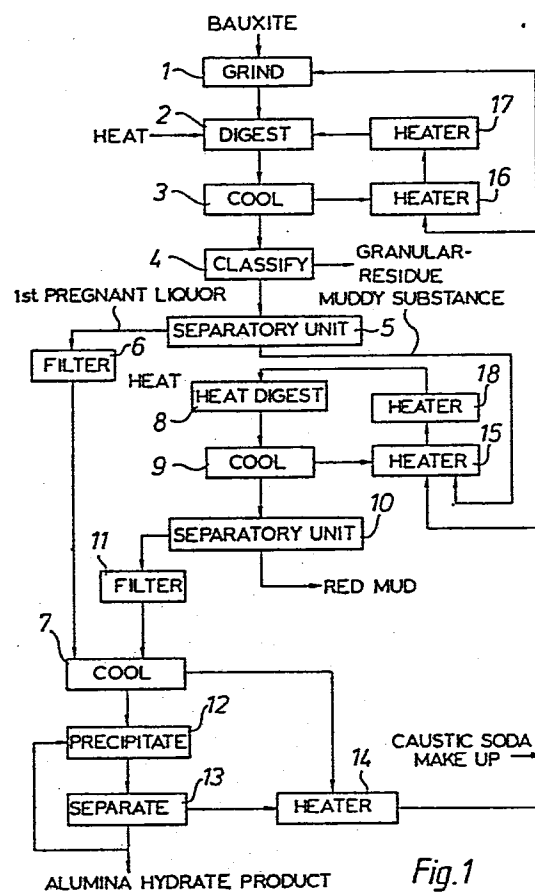 BAUXITE
1
GRIND
2
17
HEAT
DIGEST
HEATER
3
16
COOL
HEATER
4
CLASSIFY
GRANULAR-
RESIDUE
1st PREGNANT LIQUOR
MUDDY SUBSTANCE
SEPARATORY UNIT
5
6
FILTER
HEAT
HEAT DIGEST
8
18
HEATER
15
9
COOL
HEATER
10
SEPARATORY UNIT
11
FILTER
RED MUD
7
COOL
12
PRECIPITATE
CAUSTIC SODA
MAKE UP
13
14
SEPARATE
HEATER
ALUMINA HYDRATE PRODUCT
Fig.1